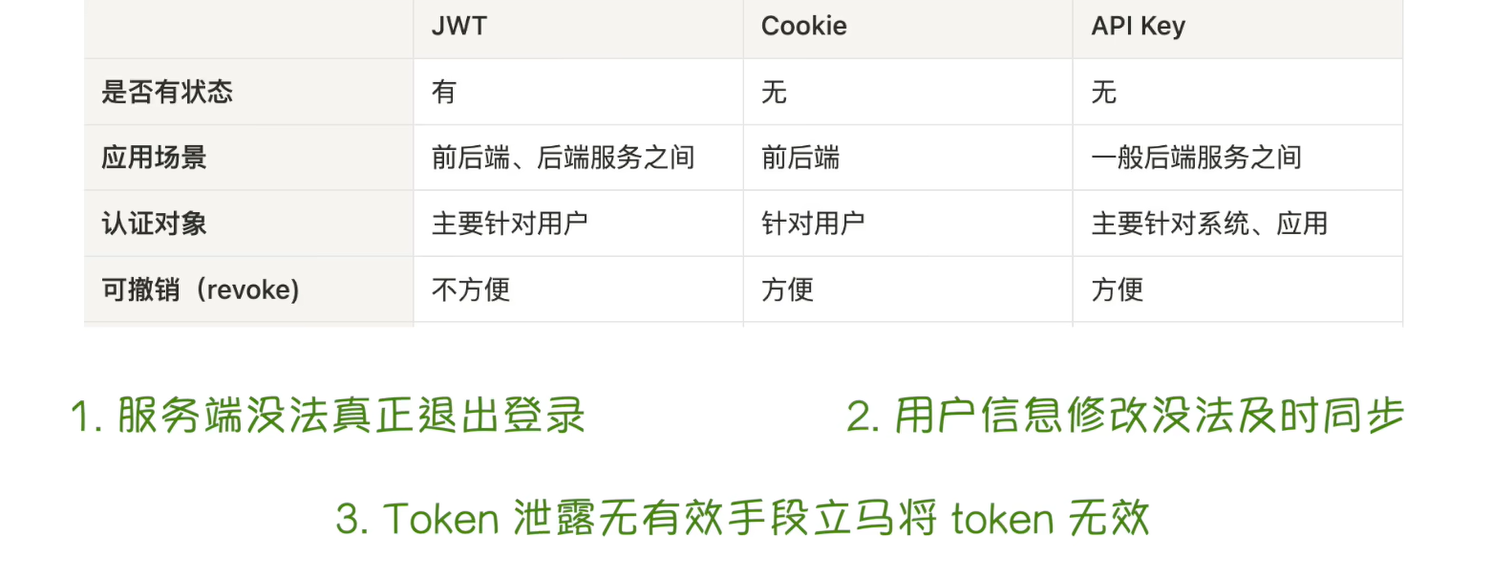 JWT Cookie API Key
是否有状态 有 无 无
应用场景 前后端、后端服务之间 前后端 一般后端服务之间
认证对象 主要针对用户 针对用户 主要针对系统、应用
可撤销（revoke) 不方便 方便 方便
1. 服务端没法真正退出登录 2. 用户信息修改没法及时同步
3. Token 泄露无有效手段立马将 token 无效